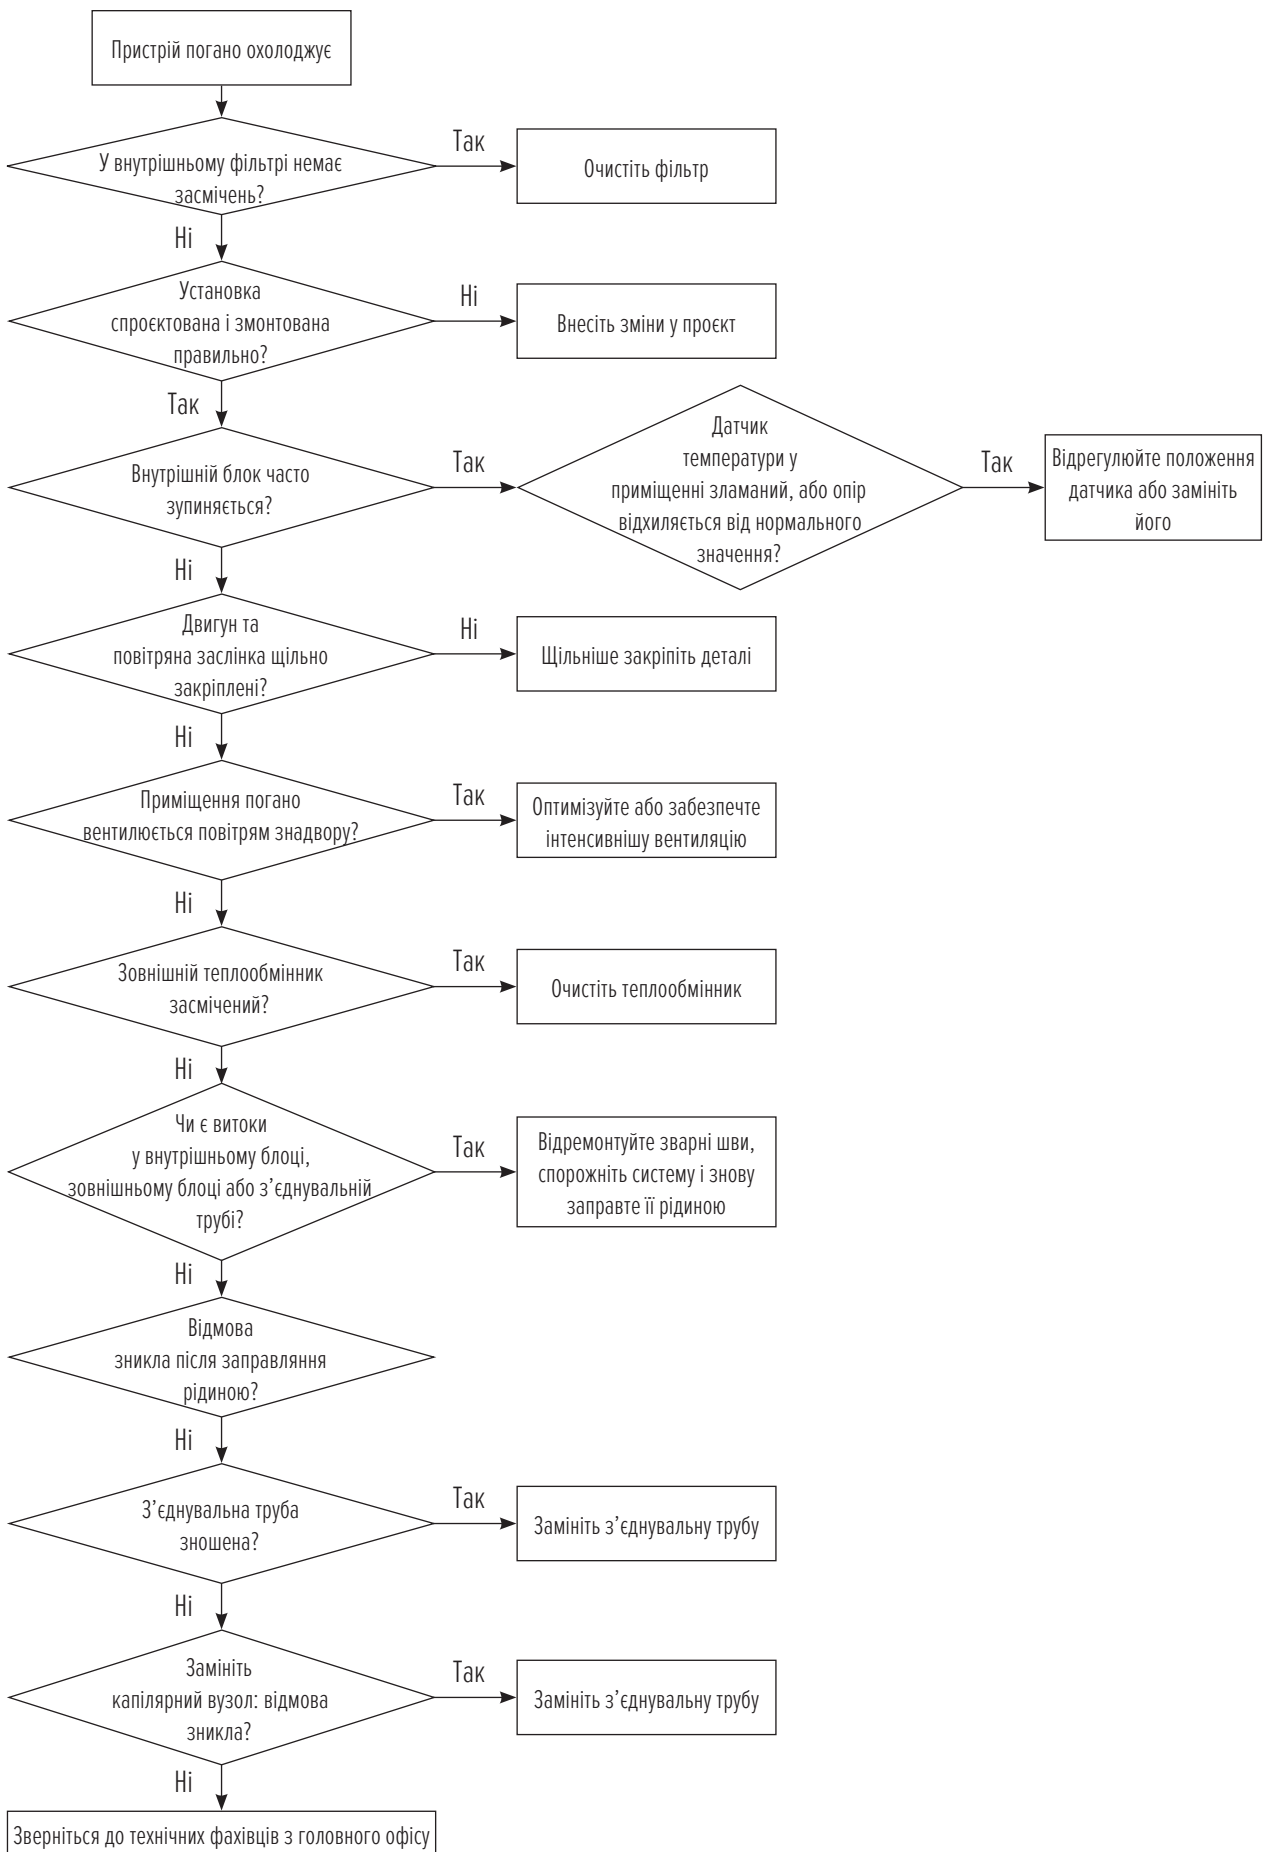 Пристрій погано охолоджує
Так
У внутрішньому фільтрі немає
засмічень?
Очистіть фільтр
Ні
Установка
спроєктована і змонтована
правильно?
Ні
Внесіть зміни у проєкт
Так
Внутрішній блок часто
зупиняється?
Так
Датчик
температури у
приміщенні зламаний, або опір
відхиляється від нормального
значення?
Так
Відрегулюйте положення
датчика або замініть
його
Ні
Двигун та
повітряна заслінка щільно
закріплені?
Ні
Щільніше закріпіть деталі
Ні
Приміщення погано
вентилюється повітрям знадвору?
Так
Оптимізуйте або забезпечте
інтенсивнішу вентиляцію
Ні
Зовнішній теплообмінник
засмічений?
Так
Очистіть теплообмінник
Ні
Чи є витоки
у внутрішньому блоці,
зовнішньому блоці або з’єднувальній
трубі?
Так
Відремонтуйте зварні шви,
спорожніть систему і знову
заправте її рідиною
Ні
Відмова
зникла після заправляння
рідиною?
Ні
З’єднувальна труба
зношена?
Так
Замініть з’єднувальну трубу
Ні
Замініть
капілярний вузол: відмова
зникла?
Так
Замініть з’єднувальну трубу
Ні
Зверніться до технічних фахівців з головного офісу